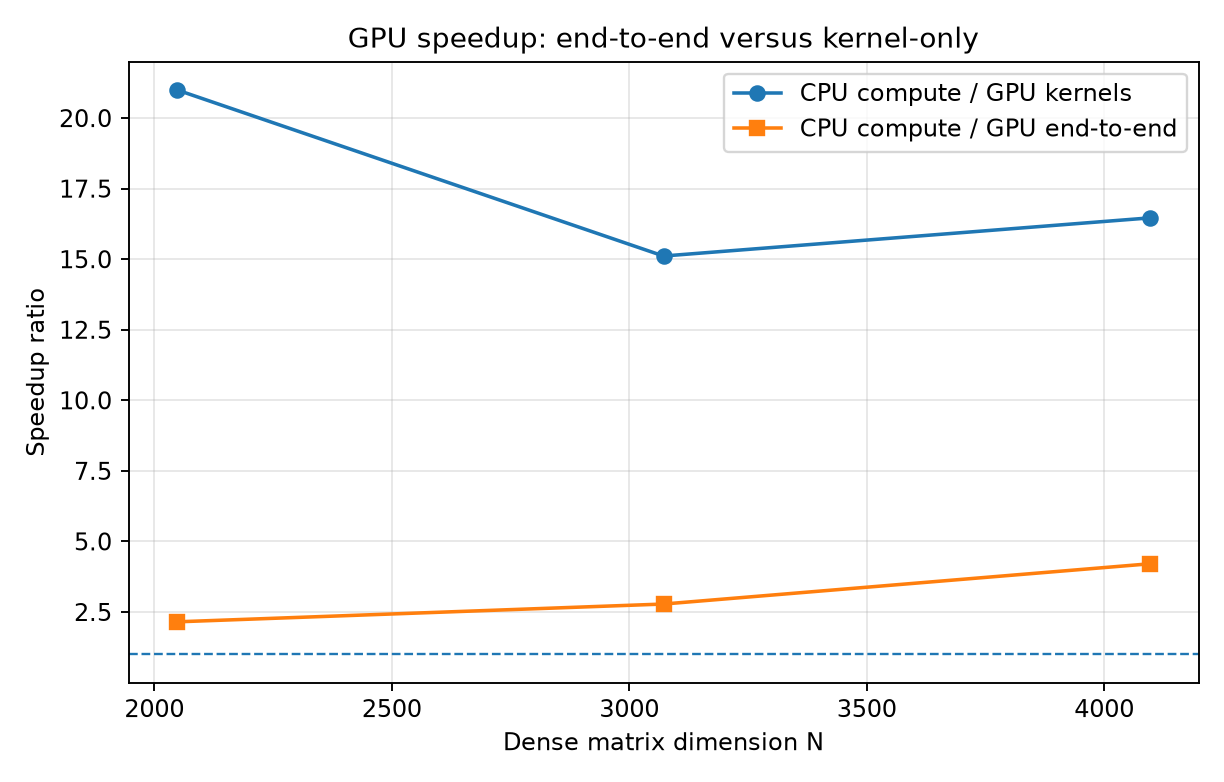 GPU speedup: end-to-end versus kernel-only
CPU compute / GPU kernels
CPU compute / GPU end-to-end
Speedup ratio
20.0
17.5
15.0
12.5
10.0
7.5
5.0
2.5
2000 2500 3000 3500 4000
Dense matrix dimension N